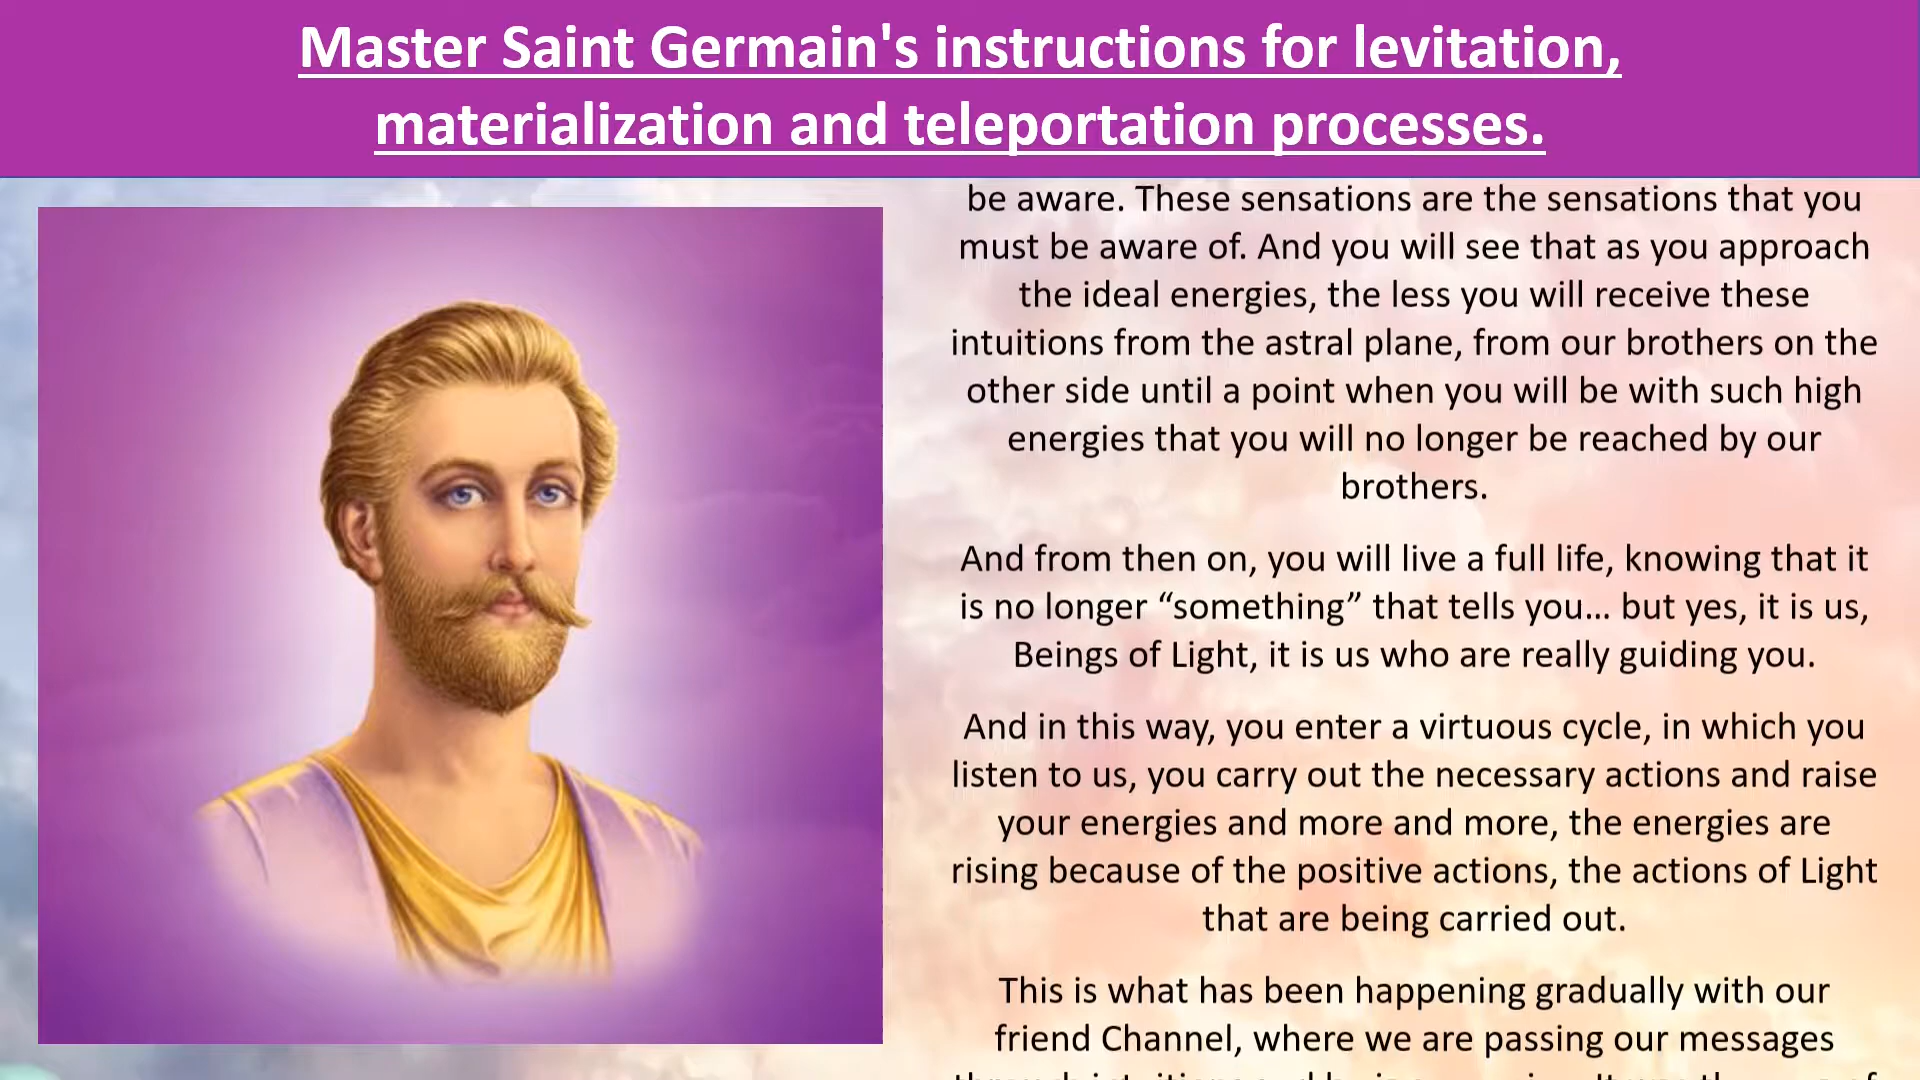 Master Saint Germain's instructions for levitation,
materialization and teleportation processes.
be aware. These sensations are the sensations that you
must be aware of. And you will see that as you approach
the ideal energies, the less you will receive these
intuitions from the astral plane, from our brothers on the
other side until a point when you will be with such high
energies that you will no longer be reached by our
brothers.
And from then on, you will live a full life, knowing that it
is no longer “something” that tells you... but yes, it is us,
Beings of Light, it is us who are really guiding you.
And in this way, you enter a virtuous cycle, in which you
listen to us, you carry out the necessary actions and raise
your energies and more and more, the energies are
rising because of the positive actions, the actions of Light
that are being carried out.
This is what has been happening gradually with our
friend Channel, where we are passing our messages